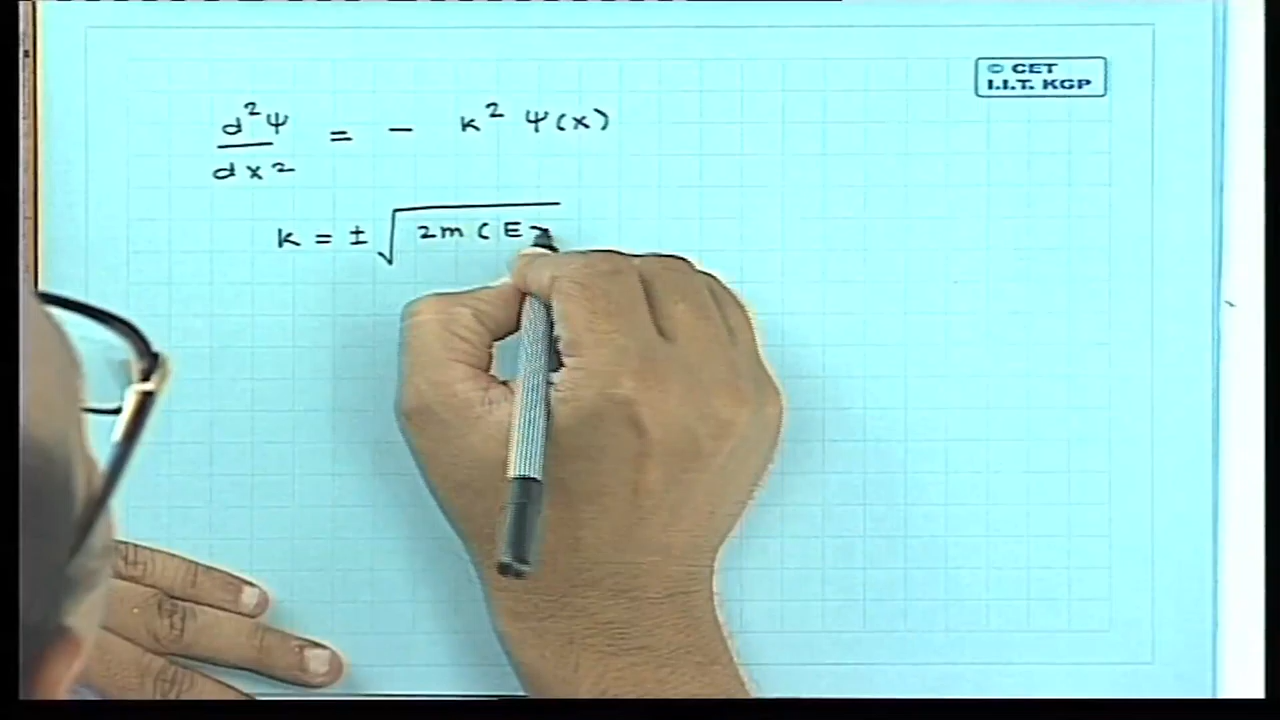 © CET
I.I.T. KGP
d²ψ
dx2
= - k² ψ(x)
k = ± √ 2m (E